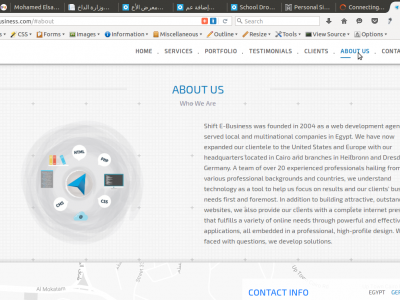 Mohamed Elsa...
معرض الأع...
إضافة عم...
School Dro...
Personal Si...
Connecting...
usiness.com/#about
Search
CSS Forms Images Information Miscellaneous Outline Resize Tools View Source Options
HOME . SERVICES . PORTFOLIO . TESTIMONIALS . CLIENTS . ABOUT US . CONTA
ABOUT US
Who We Are
Shift E-Business was founded in 2004 as a web development agen
served local and multinational companies in Egypt. We have now
expanded our clientele to the United States and Europe with our
headquarters located in Cairo and branches in Heilbronn and Dresd
Germany. A team of over 20 experienced professionals hailing from
various professional backgrounds and countries, we understand
technology as a tool to help us focus on results and our clients' bus
needs first and foremost. In addition to building attractive, outstand
websites, we also provide our clients with a complete internet prese
that fulfills a variety of online needs through powerful and effective
applications, all embedded in a professional, high-profile design. W
faced with questions, we develop solutions.
HTML
PHP
CSS
CMS
Al Mokatam
CONTACT INFO
EGYPT GER